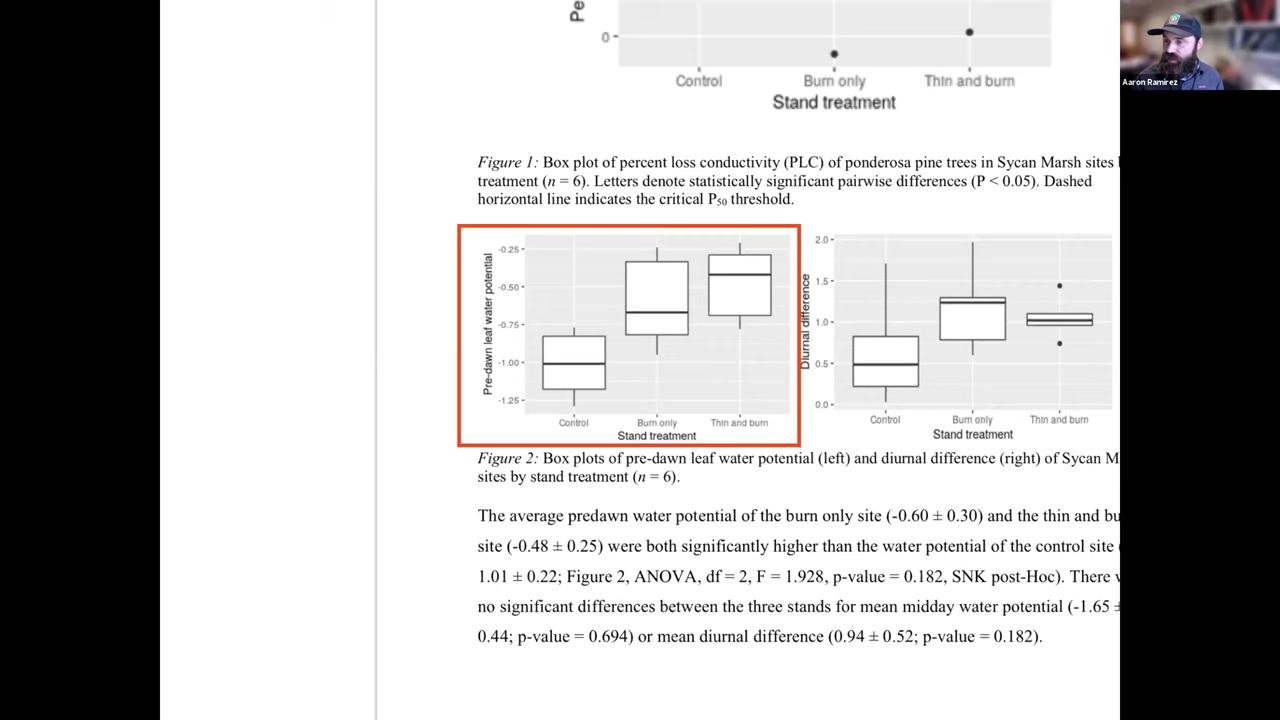 Pe
0
Control Burn only Thin and burn
Stand treatment
Aaron Ramirez
Figure 1: Box plot of percent loss conductivity (PLC) of ponderosa pine trees in Sycan Marsh sites
treatment (n = 6). Letters denote statistically significant pairwise differences (P < 0.05). Dashed
horizontal line indicates the critical P50 threshold.
Pre-dawn leaf water potential
-0.25
-0.50
-0.75
-1.00
-1.25
Control Burn only Thin and burn
Stand treatment
Diurnal difference
2.0
1.5
1.0
0.5
0.0
Control Burn only Thin and burn
Stand treatment
Figure 2: Box plots of pre-dawn leaf water potential (left) and diurnal difference (right) of Sycan M
sites by stand treatment (n = 6).
The average predawn water potential of the burn only site (-0.60 ± 0.30) and the thin and bu
site (-0.48 ± 0.25) were both significantly higher than the water potential of the control site
1.01 ± 0.22; Figure 2, ANOVA, df = 2, F = 1.928, p-value = 0.182, SNK post-Hoc). There
no significant differences between the three stands for mean midday water potential (-1.65 ±
0.44; p-value = 0.694) or mean diurnal difference (0.94 ± 0.52; p-value = 0.182).